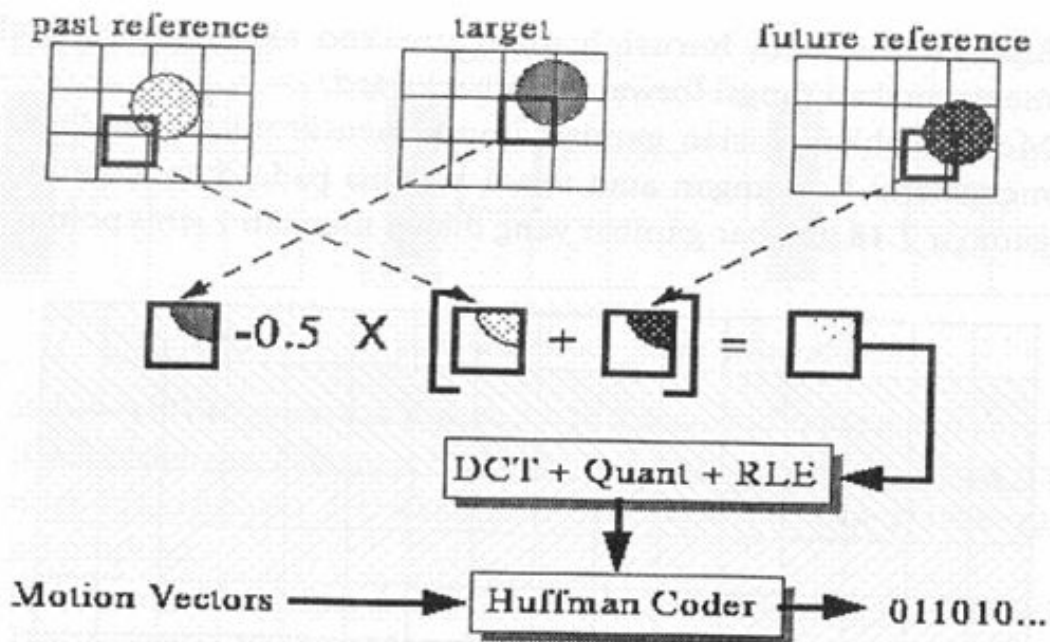 past reference
target
future reference
-0.5 X [ + ] =
DCT + Quant + RLE
Motion Vectors
Huffman Coder
011010...